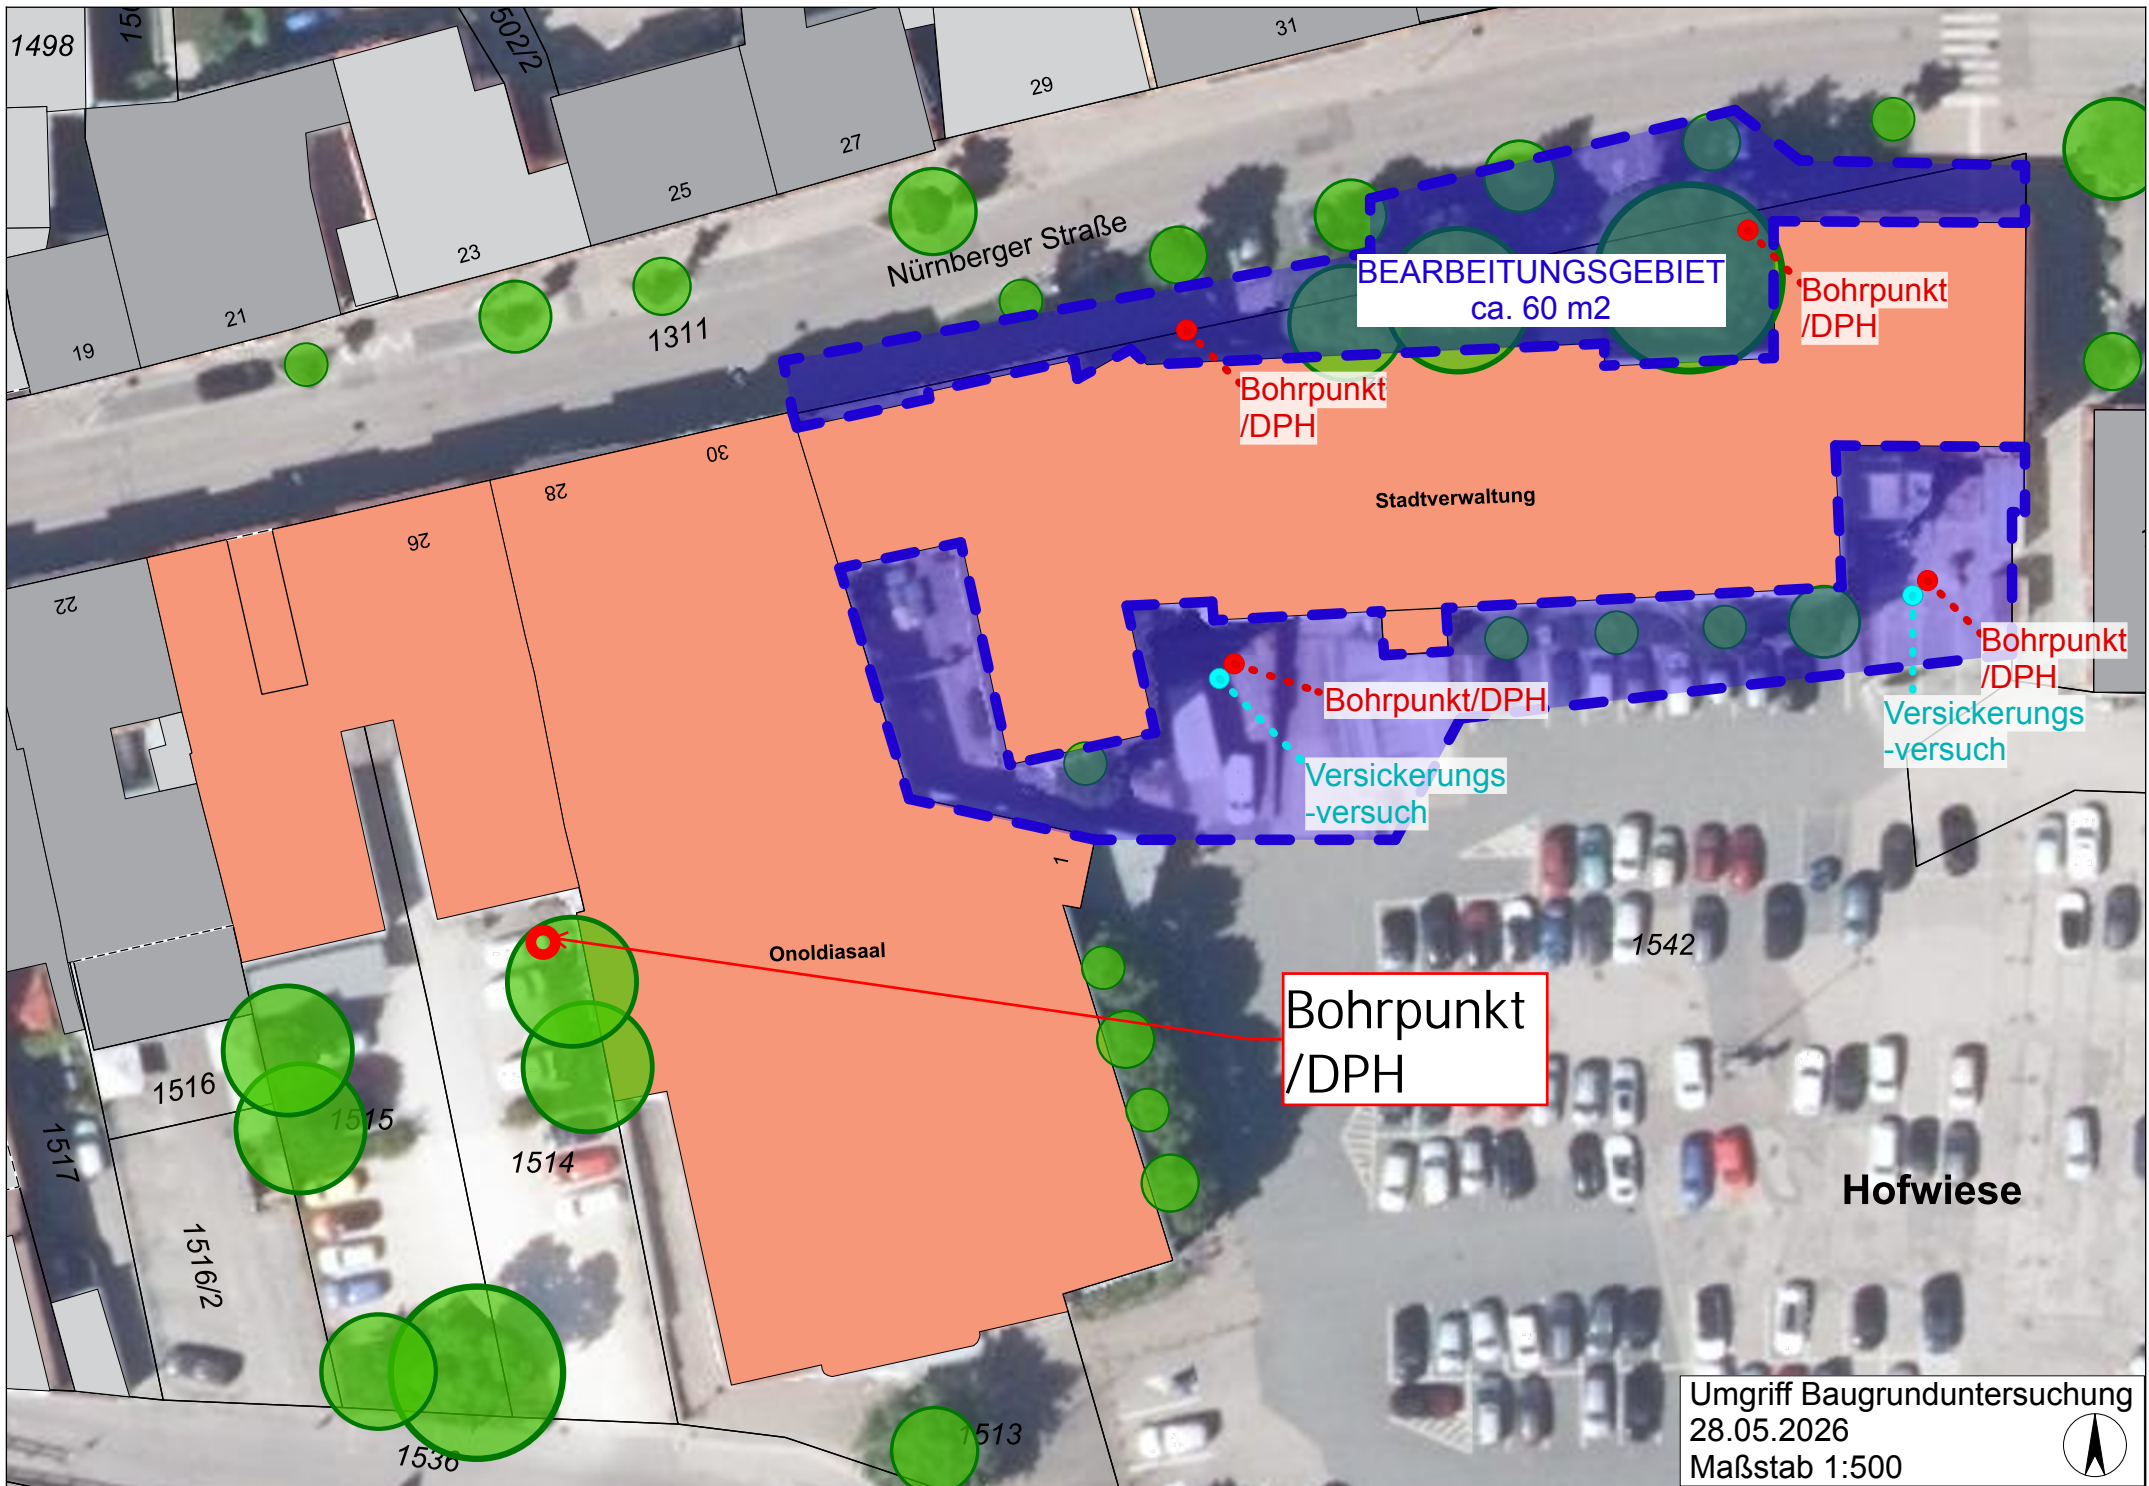 1498
502/2
31
29
27
25
23
21
19
Nürnberger Straße
1311
BEARBEITUNGSGEBIET
ca. 60 m2
Bohrpunkt
/DPH
Bohrpunkt
/DPH
30
28
26
22
Stadtverwaltung
Bohrpunkt
/DPH
Bohrpunkt/DPH
Versickerungs
-versuch
Versickerungs
-versuch
1
Onoldiasaal
1542
Bohrpunkt
/DPH
1516
1515
1517
1514
1516/2
Hofwiese
1513
1536
Umgriff Baugrunduntersuchung
28.05.2026
Maßstab 1:500